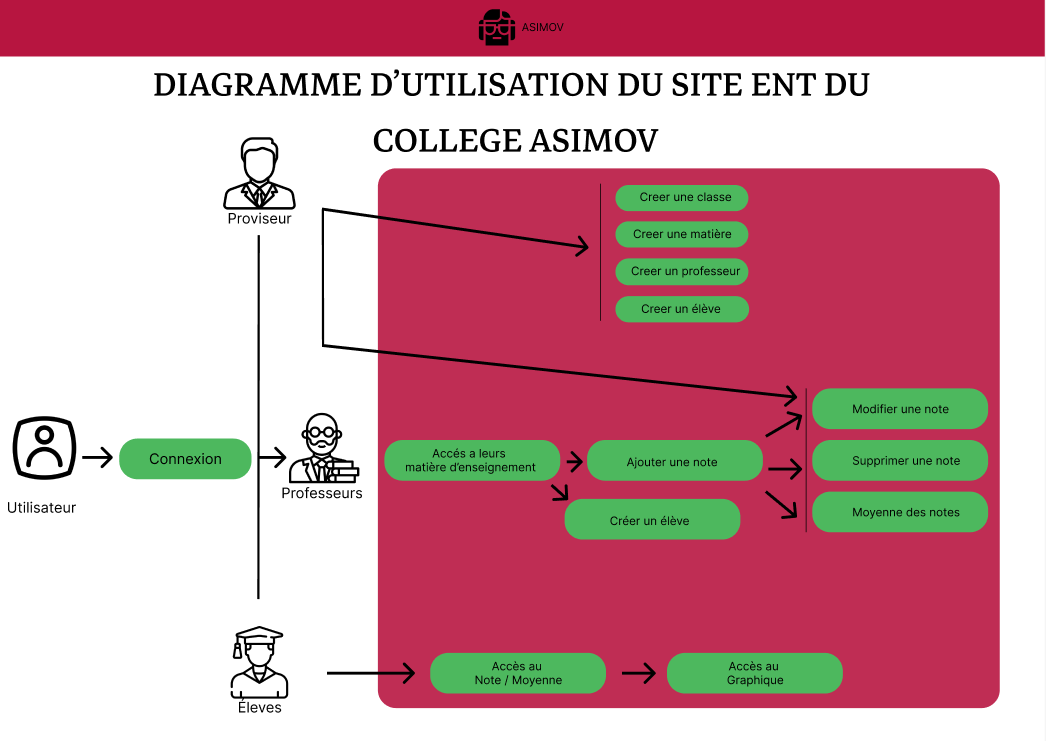 ASIMOV
DIAGRAMME D’UTILISATION DU SITE ENT DU
COLLEGE ASIMOV
Proviseur
Creer une classe
Creer une matière
Creer un professeur
Creer un élève
Utilisateur
Connexion
Professeurs
Accés a leurs
matière d’enseignement
Ajouter une note
Créer un élève
Modifier une note
Supprimer une note
Moyenne des notes
Éleves
Accès au
Note / Moyenne
Accès au
Graphique